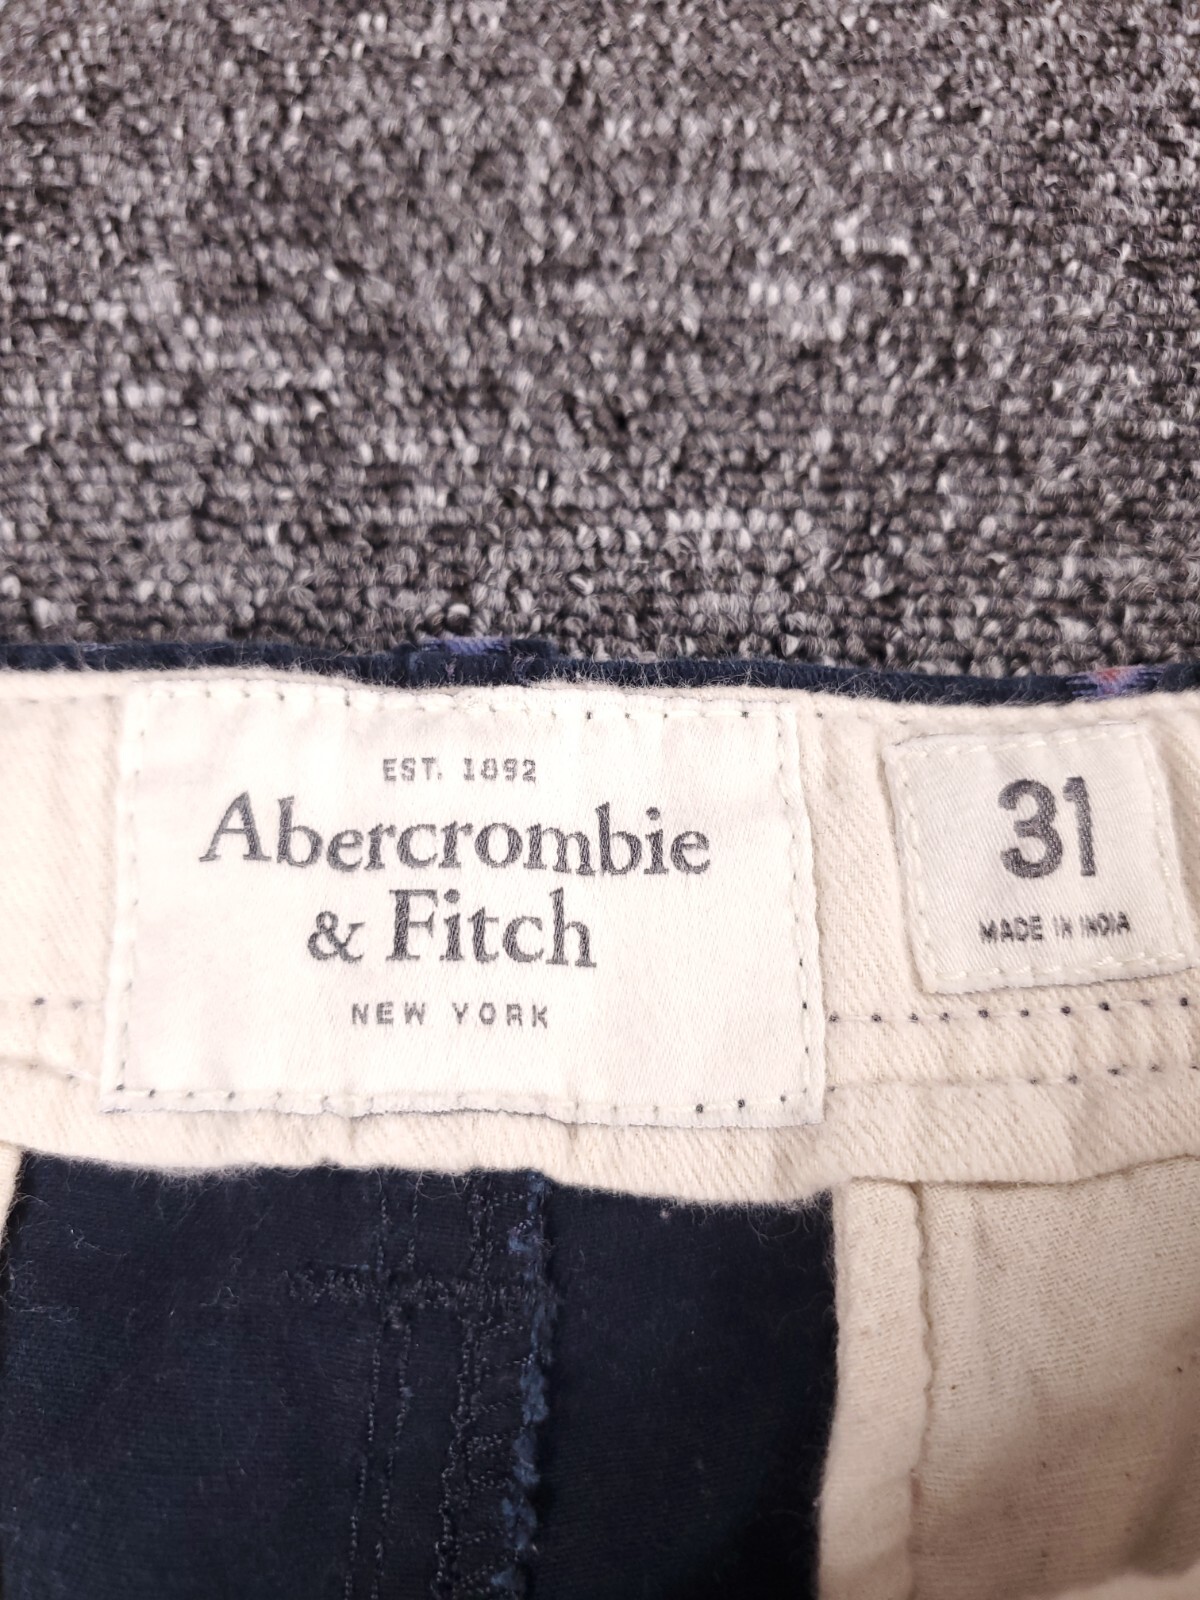 EST. 1892
Abercrombie
& Fitch
NEW YORK
31
MADE IN INDIA